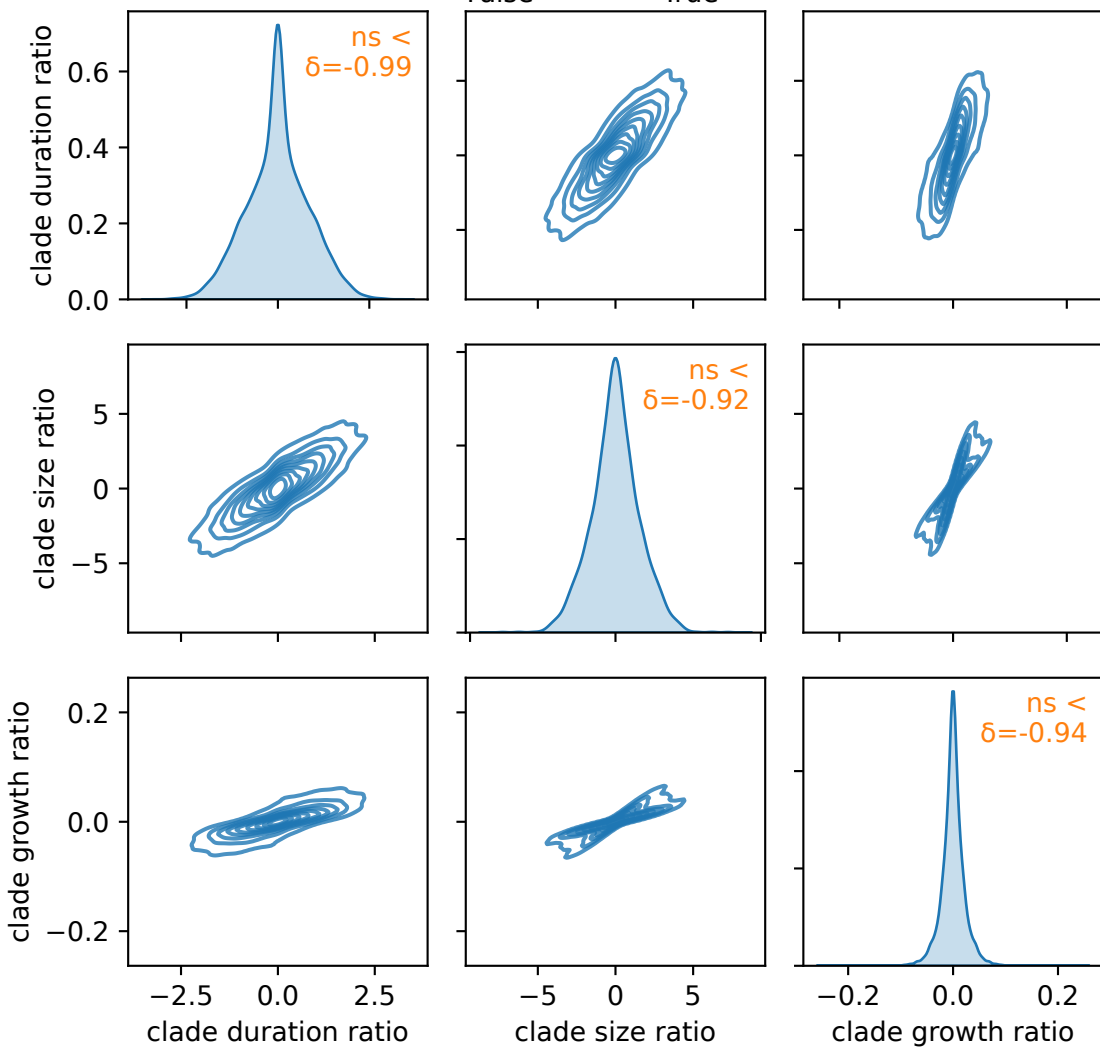 True
clade duration ratio
0.6
0.4
0.2
0.0
ns <
δ=-0.99
clade size ratio
5
0
−5
ns <
δ=-0.92
clade growth ratio
0.2
0.0
−0.2
ns <
δ=-0.94
−2.5 0.0 2.5
−5 0 5
−0.2 0.0 0.2
clade duration ratio
clade size ratio
clade growth ratio